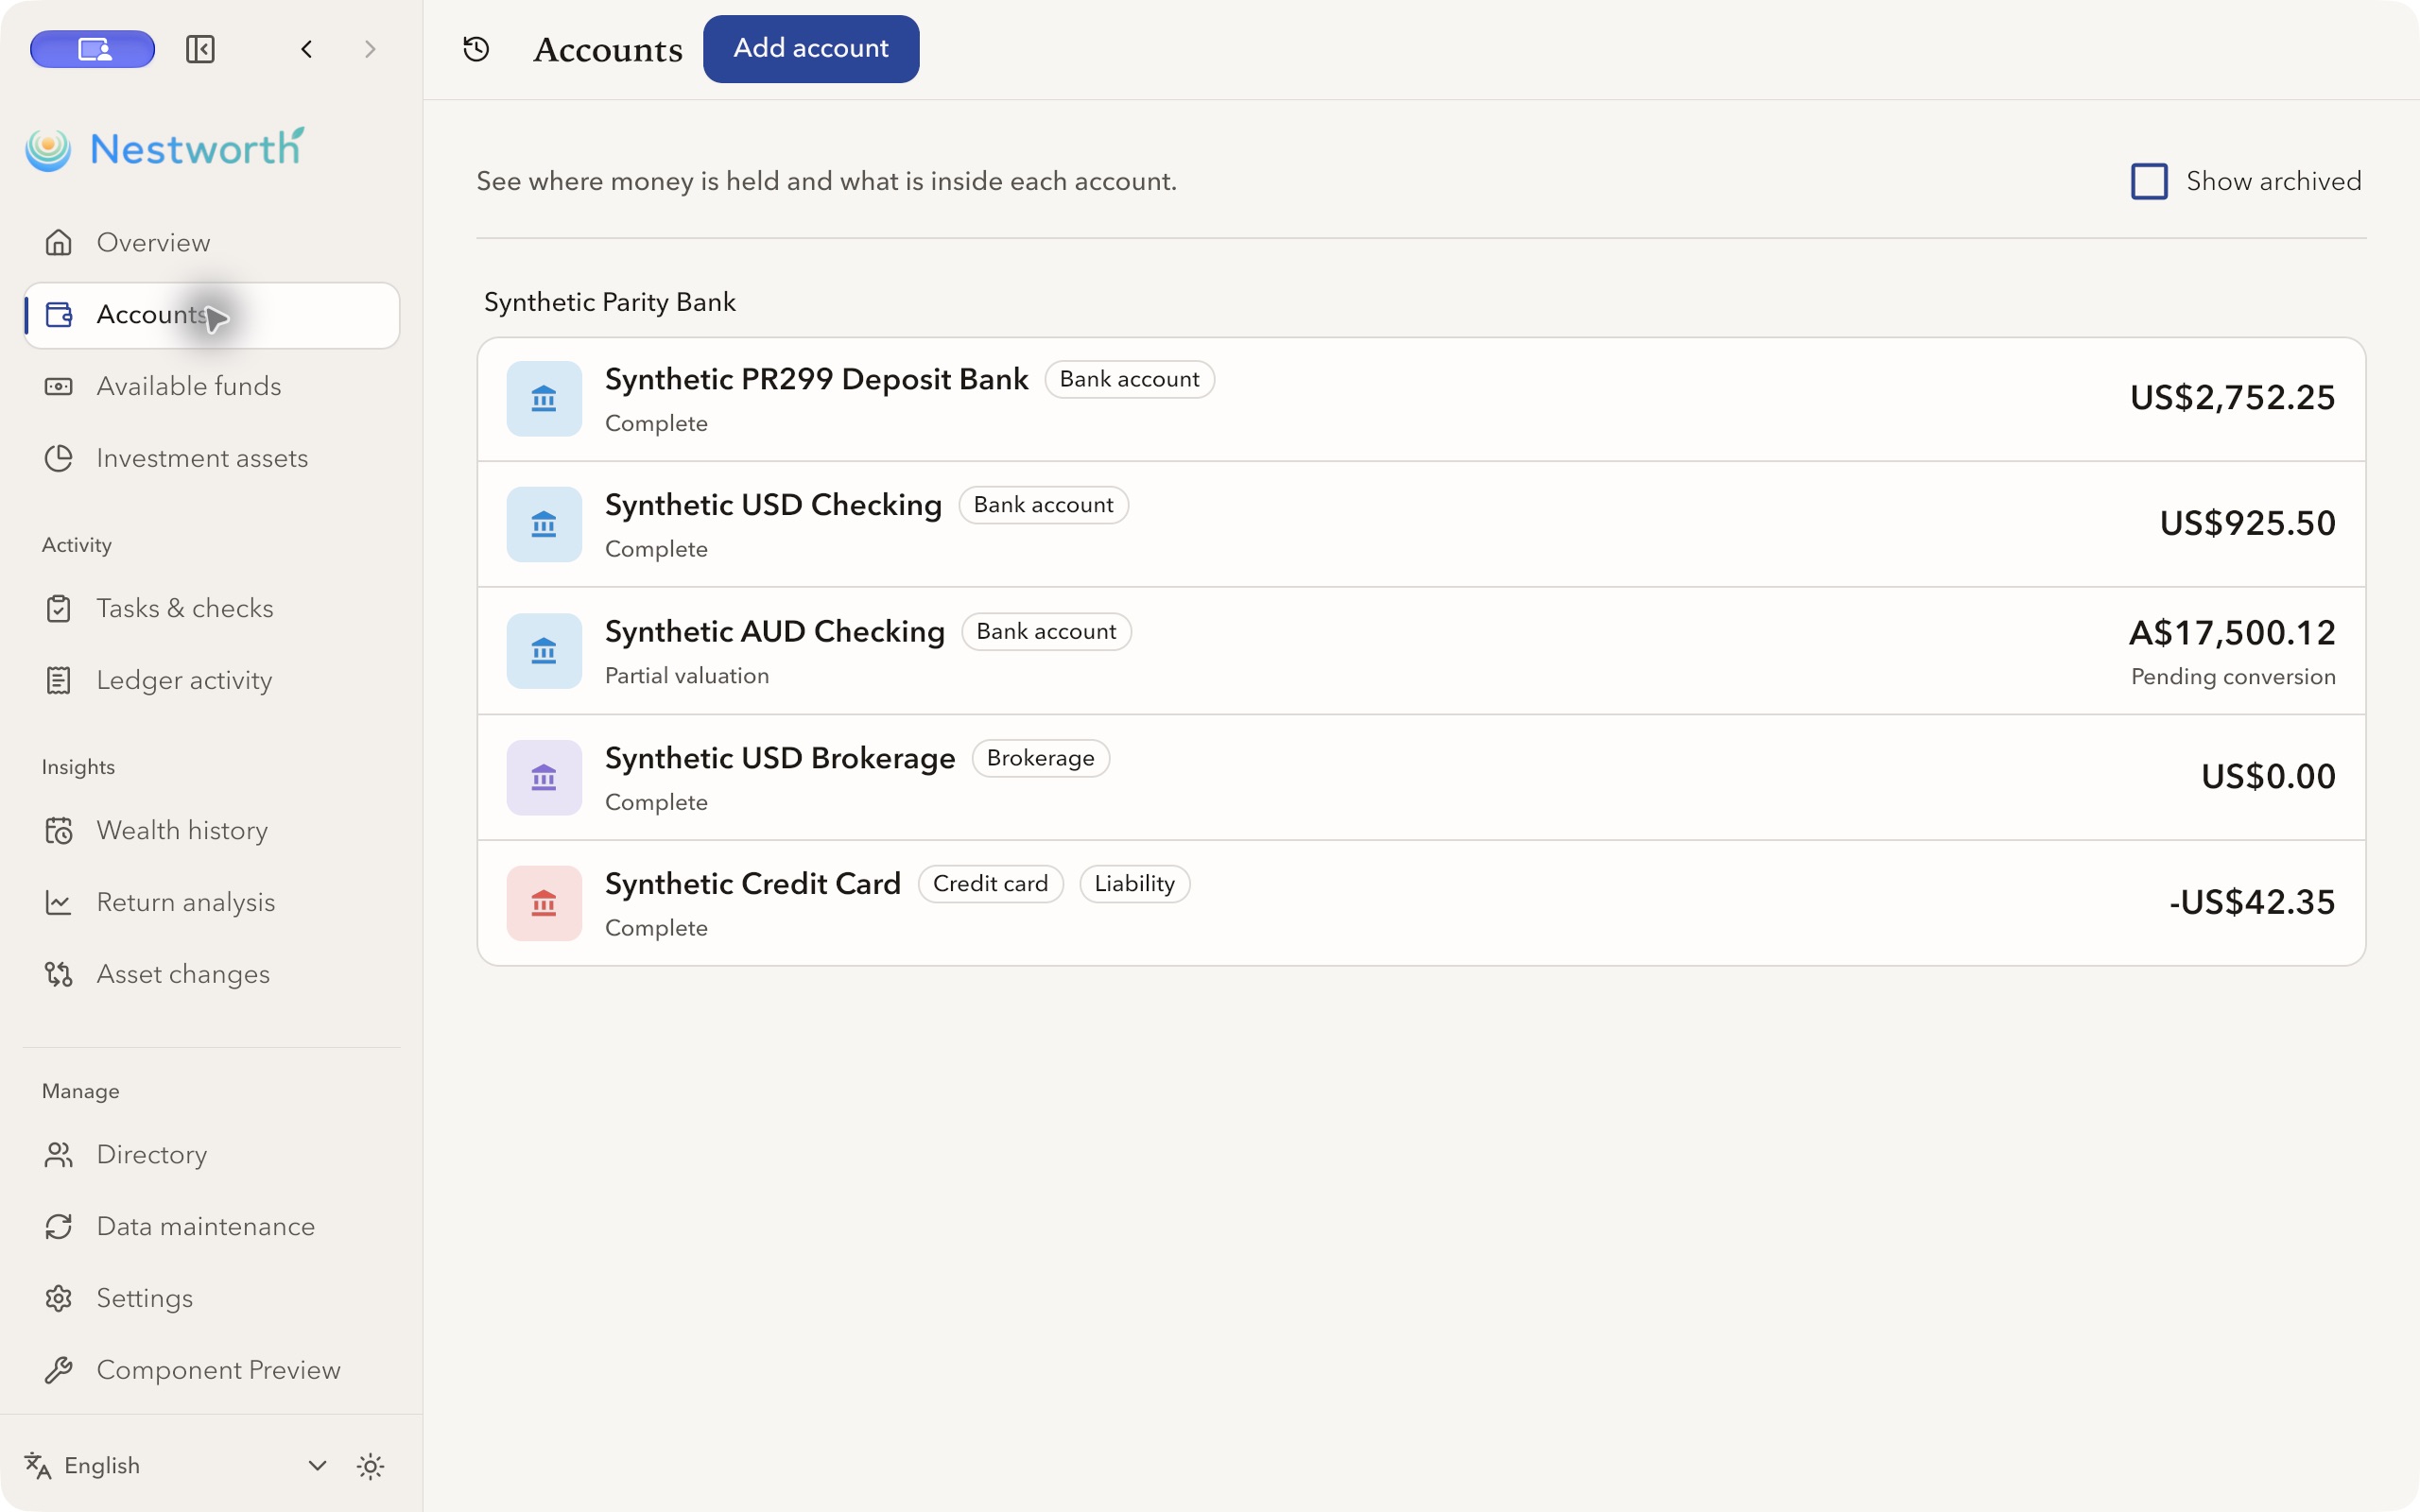 Accounts
Add account
Nestworth
Overview
Accounts
Available funds
Investment assets
Activity
Tasks & checks
Ledger activity
Insights
Wealth history
Return analysis
Asset changes
Manage
Directory
Data maintenance
Settings
Component Preview
English
See where money is held and what is inside each account.
Show archived
Synthetic Parity Bank
Synthetic PR299 Deposit Bank Bank account
Complete
US$2,752.25
Synthetic USD Checking Bank account
Complete
US$925.50
Synthetic AUD Checking Bank account
Partial valuation
A$17,500.12
Pending conversion
Synthetic USD Brokerage Brokerage
Complete
US$0.00
Synthetic Credit Card Credit card Liability
Complete
-US$42.35